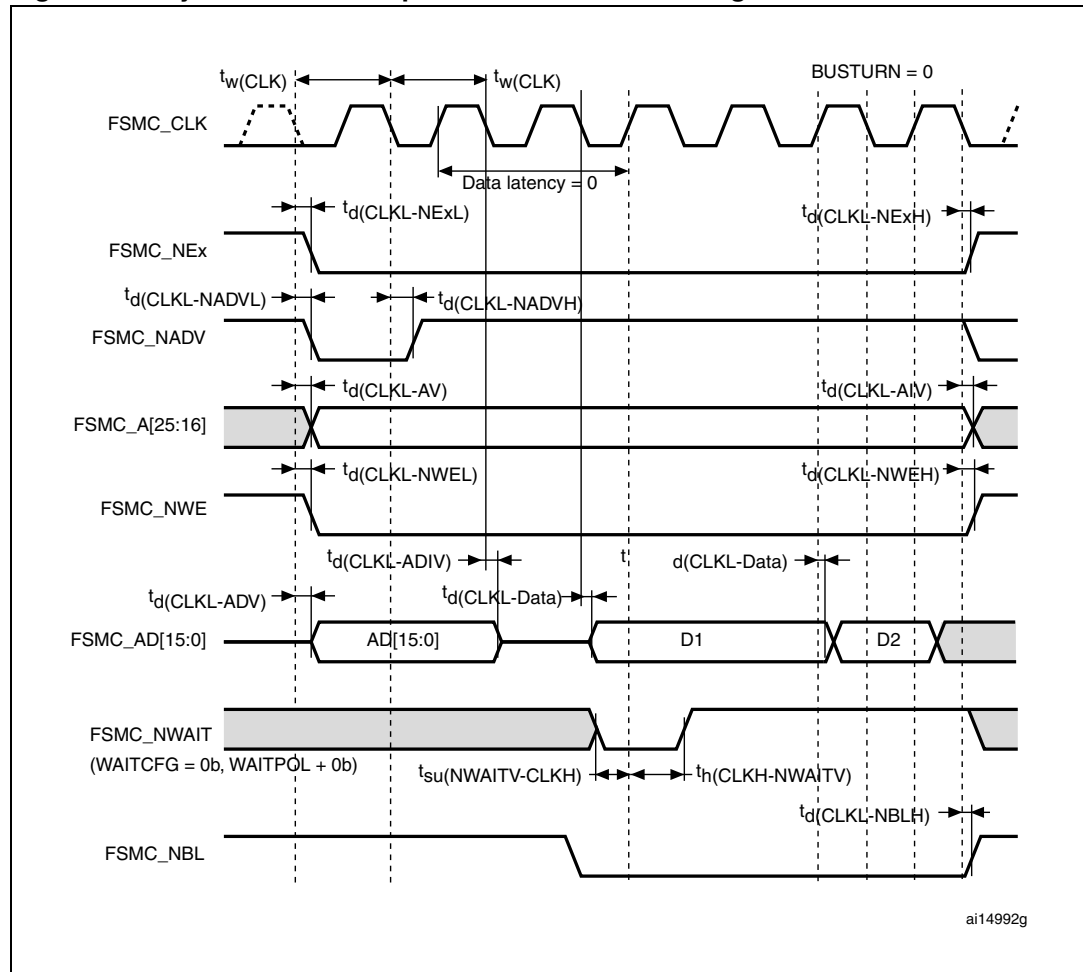 BUSTURN = 0
tw(CLK) tw(CLK)
FSMC_CLK
Data latency = 0
td(CLKL-NExL) td(CLKL-NExH)
FSMC_NEx
td(CLKL-NADVL) td(CLKL-NADVH)
FSMC_NADV
td(CLKL-AV) td(CLKL-AIV)
FSMC_A[25:16]
td(CLKL-NWEL) td(CLKL-NWEH)
FSMC_NWE
td(CLKL-ADIV) t d(CLKL-Data)
td(CLKL-ADV) td(CLKL-Data)
FSMC_AD[15:0] AD[15:0] D1 D2
FSMC_NWAIT
(WAITCFG = 0b, WAITPOL + 0b)
tsu(NWAITV-CLKH) th(CLKH-NWAITV)
td(CLKL-NBLH)
FSMC_NBL
ai14992g